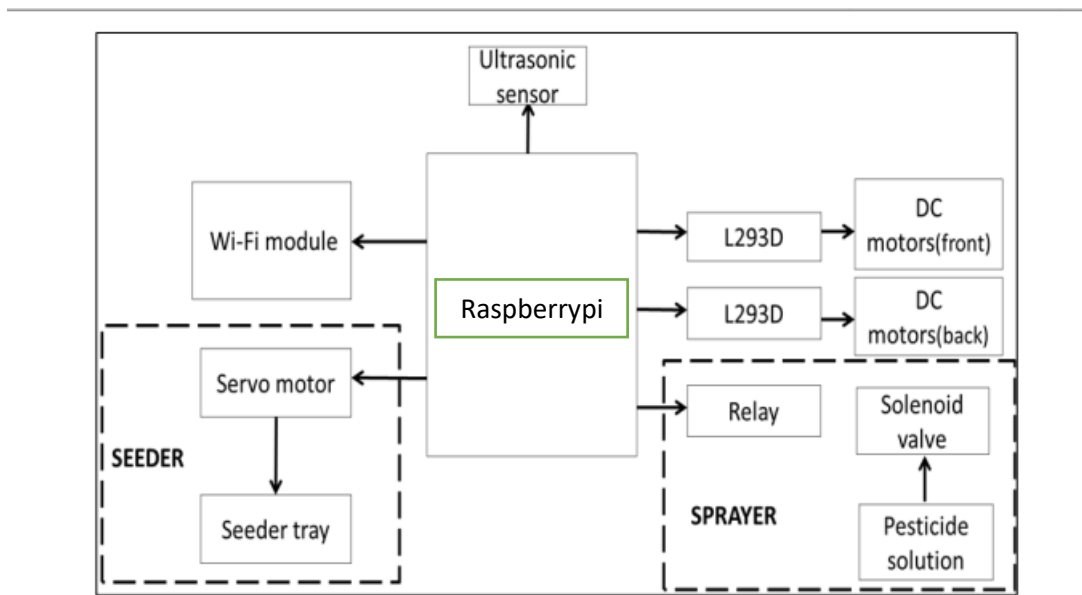 Ultrasonic
sensor
Wi-Fi module
Raspberrypi
L293D
DC
motors(front)
L293D
DC
motors(back)
Servo motor
SEEDER
Seeder tray
Relay
Solenoid
valve
SPRAYER
Pesticide
solution